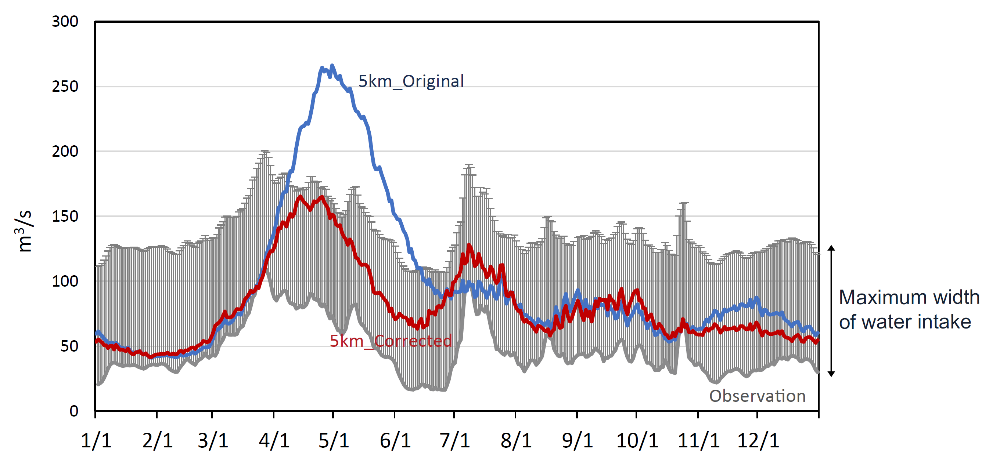 300
250
200
150
100
50
0
m³/s
5km_Original
5km_Corrected
Observation
Maximum width
of water intake
1/1 2/1 3/1 4/1 5/1 6/1 7/1 8/1 9/1 10/1 11/1 12/1